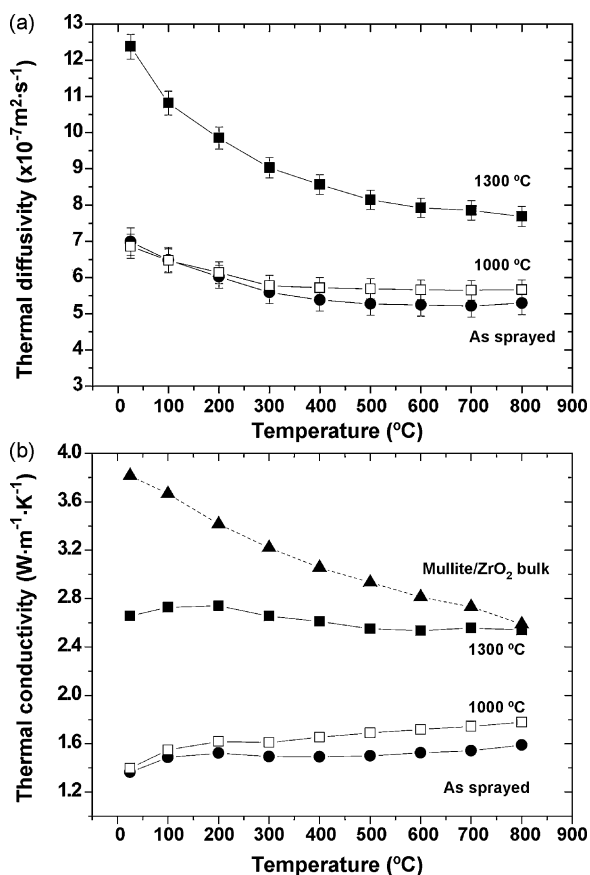 (a)
13
12
11
10
9
8
7
6
5
4
3
Thermal diffusivity (x10⁻⁷m²·s⁻¹)
1300 ºC
1000 ºC
As sprayed
0 100 200 300 400 500 600 700 800 900
Temperature (ºC)
(b)
4.0
3.6
3.2
2.8
2.4
2.0
1.6
1.2
Thermal conductivity (W·m⁻¹·K⁻¹)
Mullite/ZrO₂ bulk
1300 ºC
1000 ºC
As sprayed
0 100 200 300 400 500 600 700 800 900
Temperature (ºC)